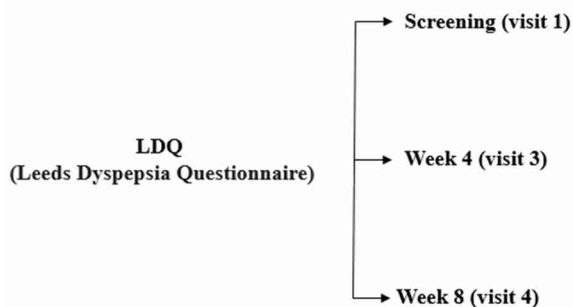 Screening (visit 1)
LDQ
(Leeds Dyspepsia Questionnaire)
Week 4 (visit 3)
Week 8 (visit 4)